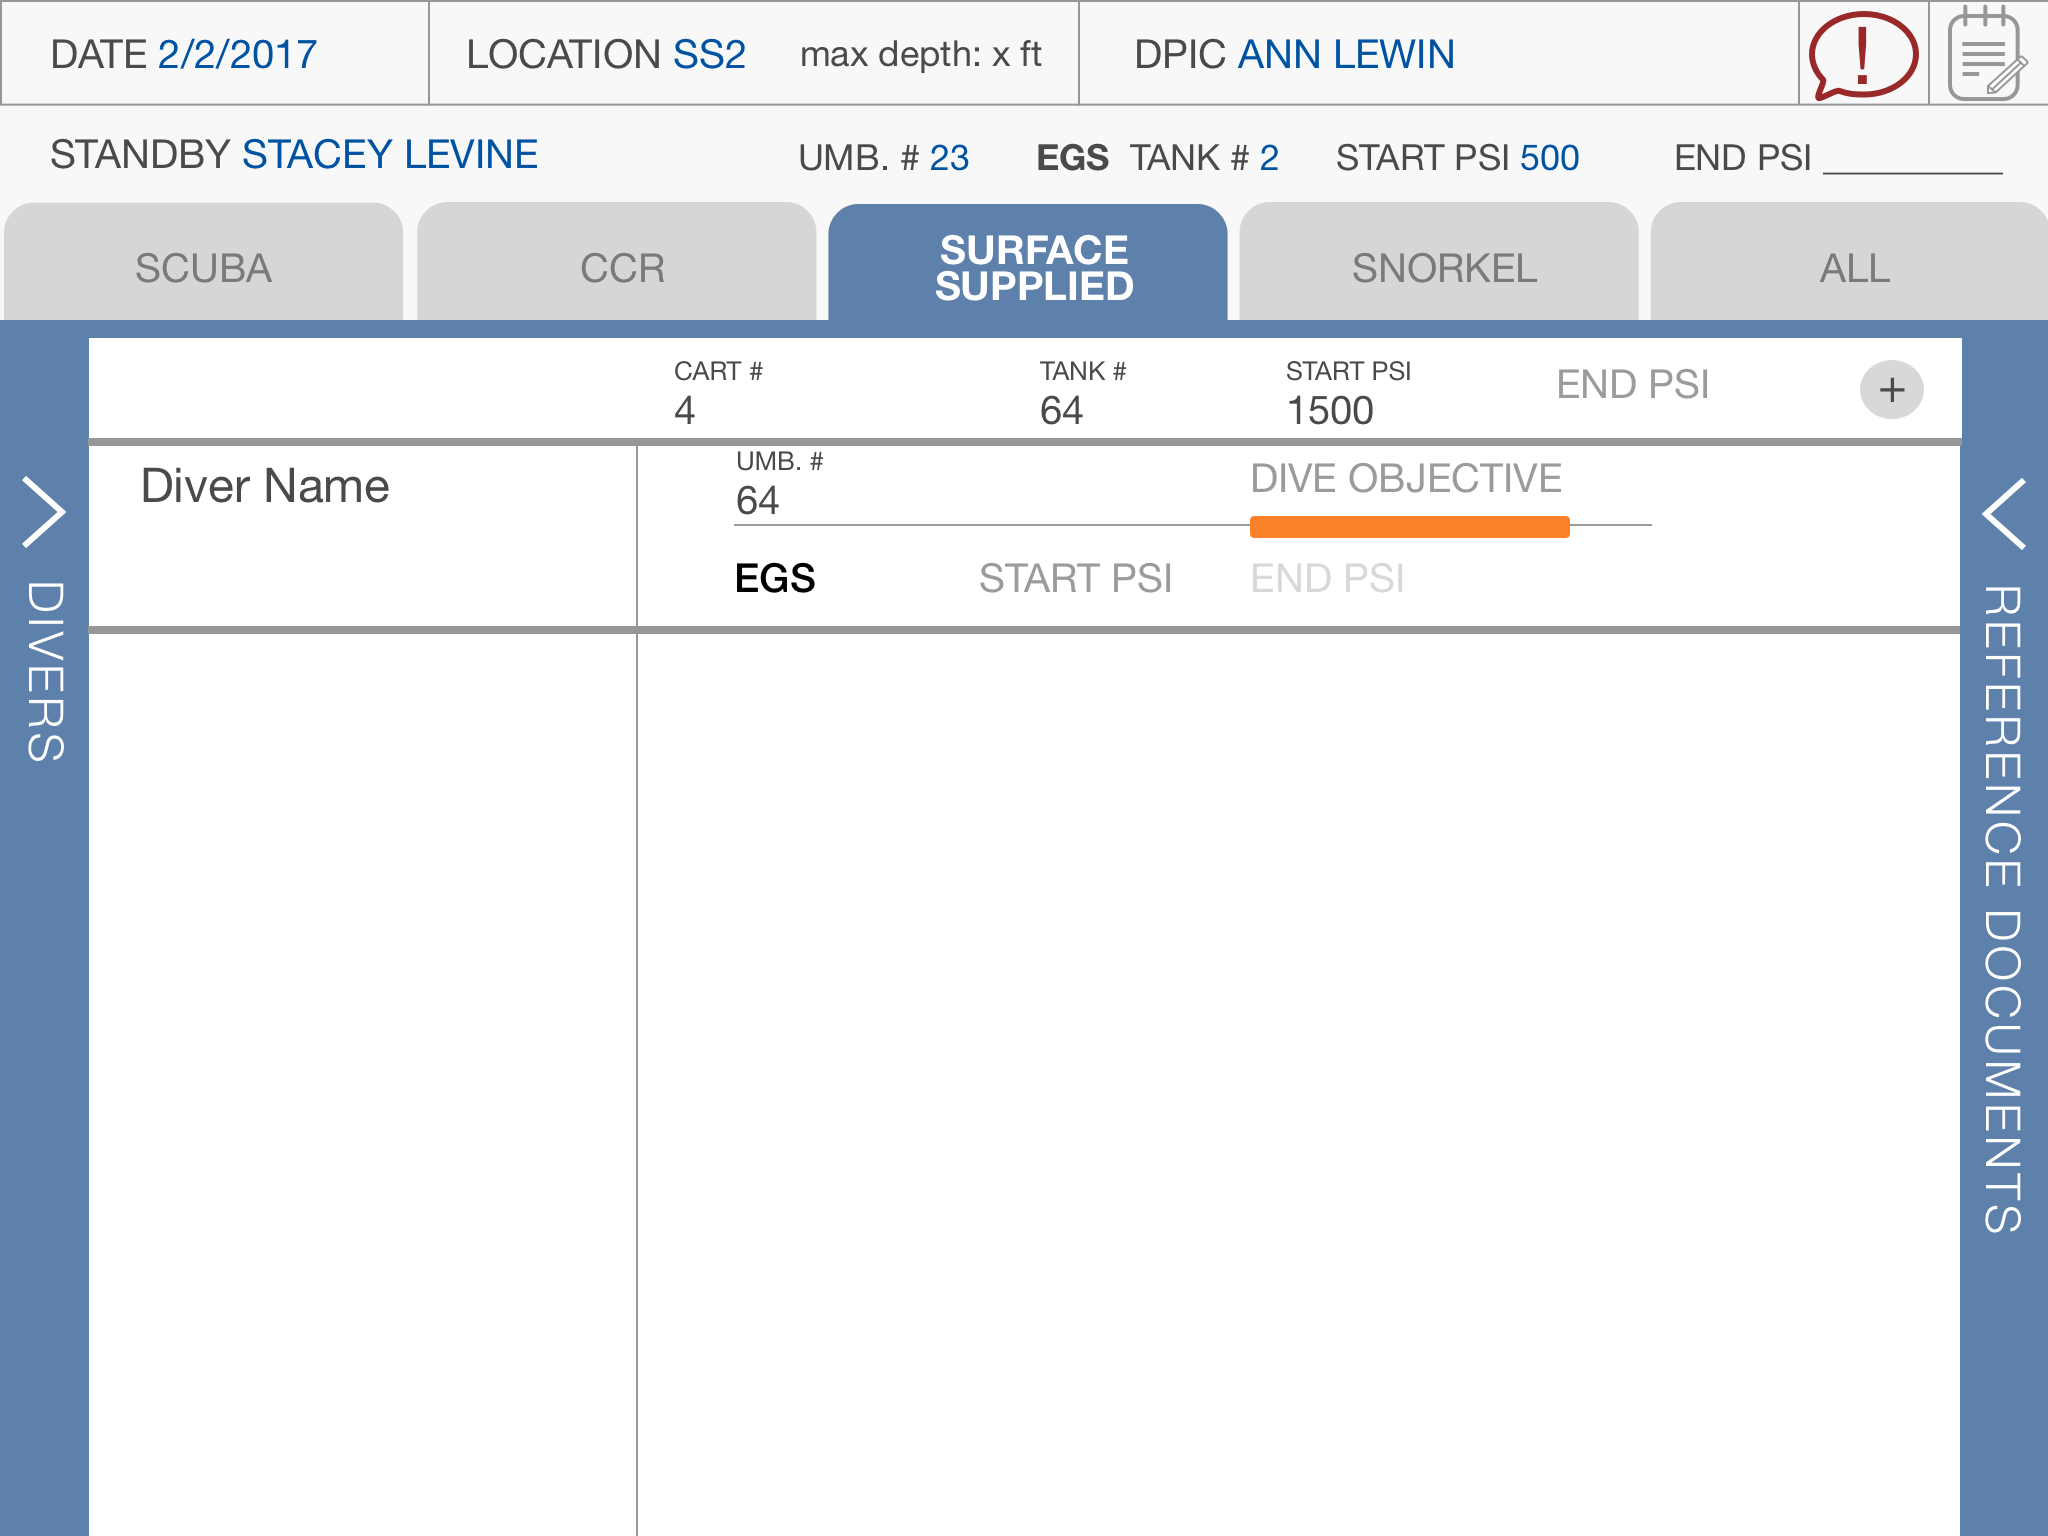 DATE 2/2/2017
LOCATION SS2 max depth: x ft
DPIC ANN LEWIN
!
STANDBY STACEY LEVINE
UMB. # 23 EGS TANK # 2 START PSI 500 END PSI
SCUBA
CCR
SURFACE
SUPPLIED
SNORKEL
ALL
CART #
4
TANK #
64
START PSI
1500
END PSI
+
Diver Name
UMB. #
64
DIVE OBJECTIVE
EGS
START PSI
END PSI
DIVERS
REFERENCE DOCUMENTS